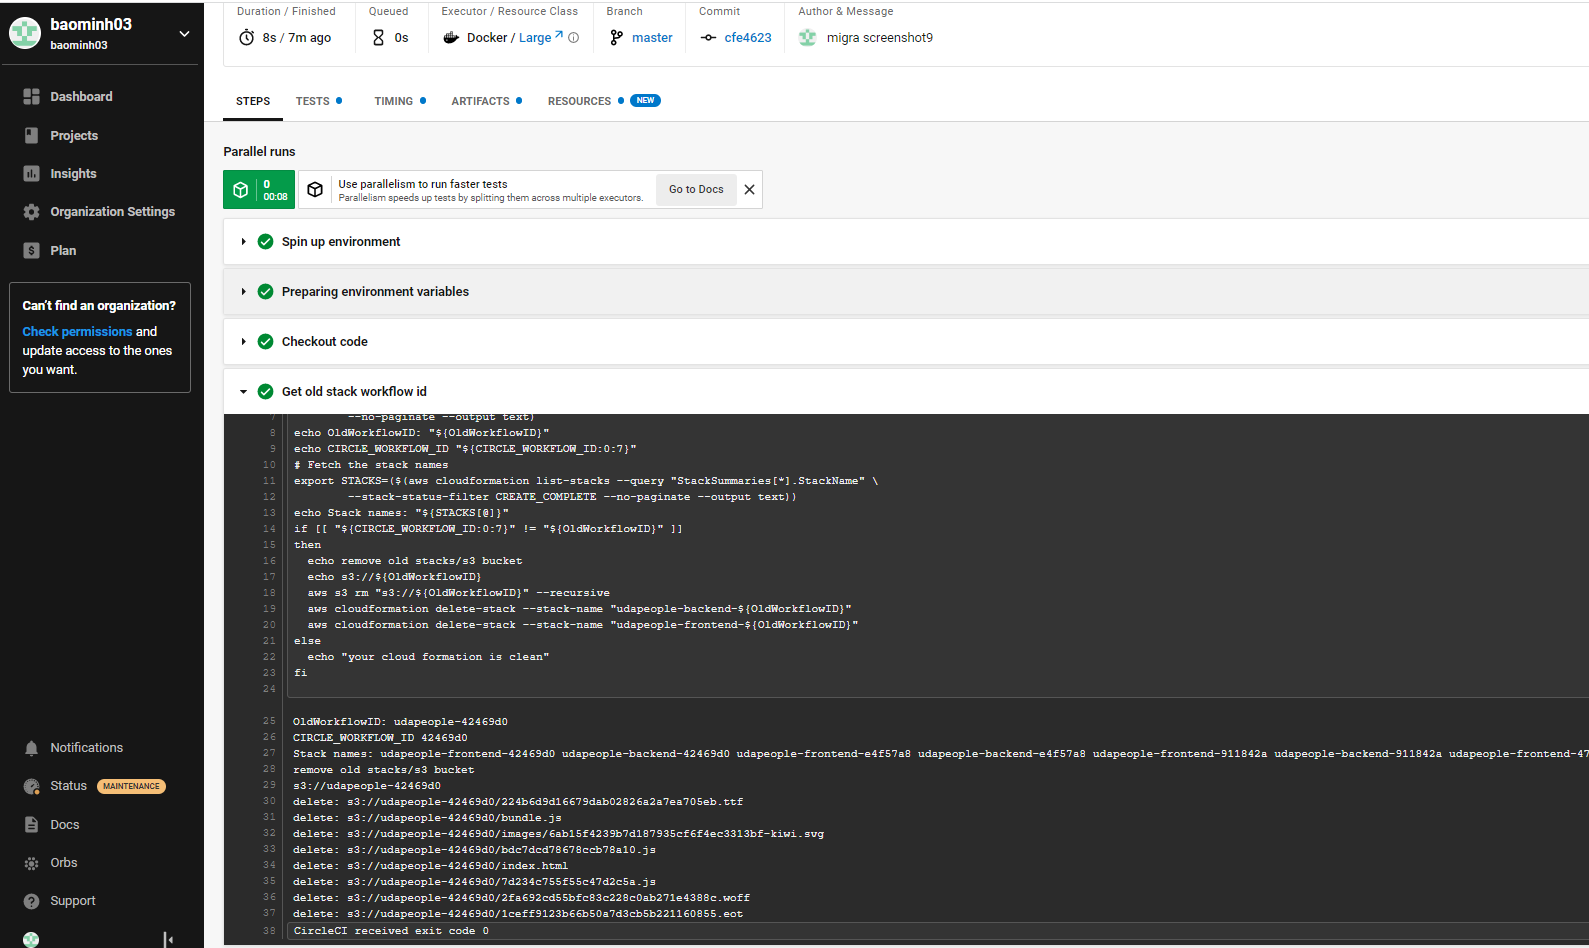 baominh03
baominh03
Dashboard
Projects
Insights
Organization Settings
Plan
Can't find an organization?
Check permissions and
update access to the ones
you want.
Notifications
Status MAINTENANCE
Docs
Orbs
Support
Duration / Finished
8s / 7m ago
Queued
0s
Executor / Resource Class
Docker / Large
Branch
master
Commit
cfe4623
Author & Message
migra screenshot9
STEPS TESTS TIMING ARTIFACTS RESOURCES NEW
Parallel runs
0
00:08
Use parallelism to run faster tests
Parallelism speeds up tests by splitting them across multiple executors.
Go to Docs
Spin up environment
Preparing environment variables
Checkout code
Get old stack workflow id
7 --no-paginate --output text)
8 echo OldWorkflowID: "${OldWorkflowID}"
9 echo CIRCLE_WORKFLOW_ID "${CIRCLE_WORKFLOW_ID:0:7}"
10 # Fetch the stack names
11 export STACKS=($(aws cloudformation list-stacks --query "StackSummaries[*].StackName" \
12 --stack-status-filter CREATE_COMPLETE --no-paginate --output text))
13 echo Stack names: "${STACKS[@]}"
14 if [[ "${CIRCLE_WORKFLOW_ID:0:7}" != "${OldWorkflowID}" ]]
15 then
16 echo remove old stacks/s3 bucket
17 echo s3://${OldWorkflowID}
18 aws s3 rm "s3://${OldWorkflowID}" --recursive
19 aws cloudformation delete-stack --stack-name "udapeople-backend-${OldWorkflowID}"
20 aws cloudformation delete-stack --stack-name "udapeople-frontend-${OldWorkflowID}"
21 else
22 echo "your cloud formation is clean"
23 fi
24
25 OldWorkflowID: udapeople-42469d0
26 CIRCLE_WORKFLOW_ID 42469d0
27 Stack names: udapeople-frontend-42469d0 udapeople-backend-42469d0 udapeople-frontend-e4f57a8 udapeople-backend-e4f57a8 udapeople-frontend-911842a udapeople-backend-911842a udapeople-frontend-47
28 remove old stacks/s3 bucket
29 s3://udapeople-42469d0
30 delete: s3://udapeople-42469d0/224b6d9d16679dab02826a2a7ea705eb.ttf
31 delete: s3://udapeople-42469d0/bundle.js
32 delete: s3://udapeople-42469d0/images/6ab15f4239b7d187935cf6f4ec3313bf-kiwi.svg
33 delete: s3://udapeople-42469d0/bdc7dcd78678ccb78a10.js
34 delete: s3://udapeople-42469d0/index.html
35 delete: s3://udapeople-42469d0/7d234c755f55c47d2c5a.js
36 delete: s3://udapeople-42469d0/2fa692cd55bfc83c228c0ab271e4388c.woff
37 delete: s3://udapeople-42469d0/1ceff9123b66b50a7d3cb5b221160855.eot
38 CircleCI received exit code 0